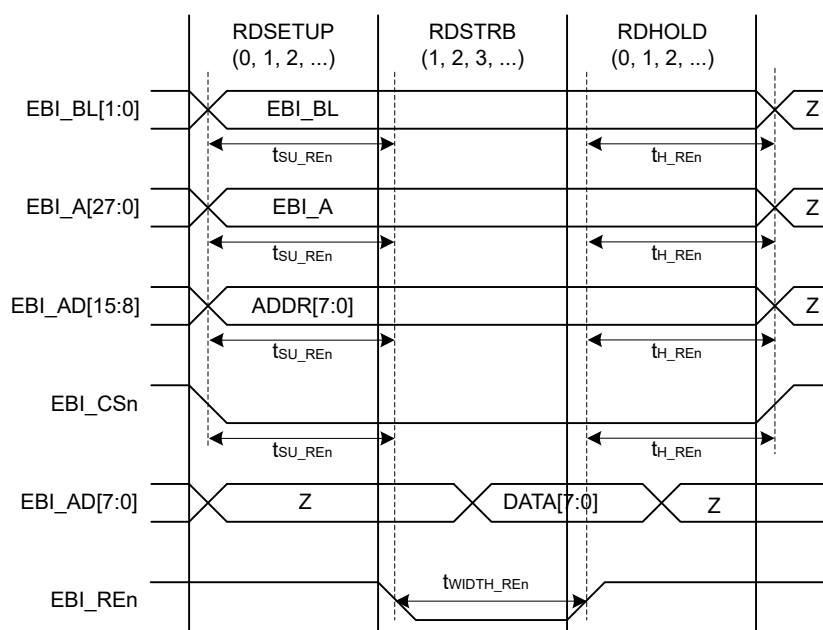 RDSETUP RDSTRB RDHOLD
(0, 1, 2, ...) (1, 2, 3, ...) (0, 1, 2, ...)
EBI_BL[1:0] EBI_BL Z
tSU_REn tH_REn
EBI_A[27:0] EBI_A Z
tSU_REn tH_REn
EBI_AD[15:8] ADDR[7:0] Z
tSU_REn tH_REn
EBI_CSn
tSU_REn tH_REn
EBI_AD[7:0] Z DATA[7:0] Z
tWIDTH_REn
EBI_REn